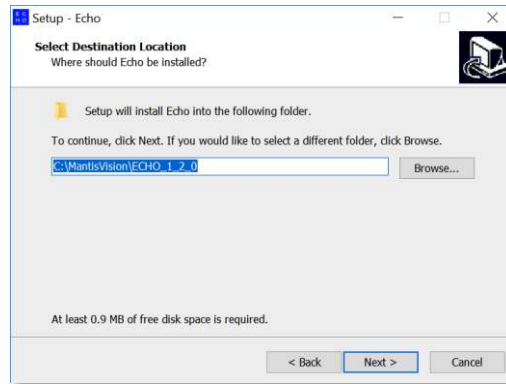 EC
HO
Setup - Echo
Select Destination Location
Where should Echo be installed?
Setup will install Echo into the following folder.
To continue, click Next. If you would like to select a different folder, click Browse.
C:\MantisVision\ECHO_1_2_0
Browse...
At least 0.9 MB of free disk space is required.
< Back
Next >
Cancel